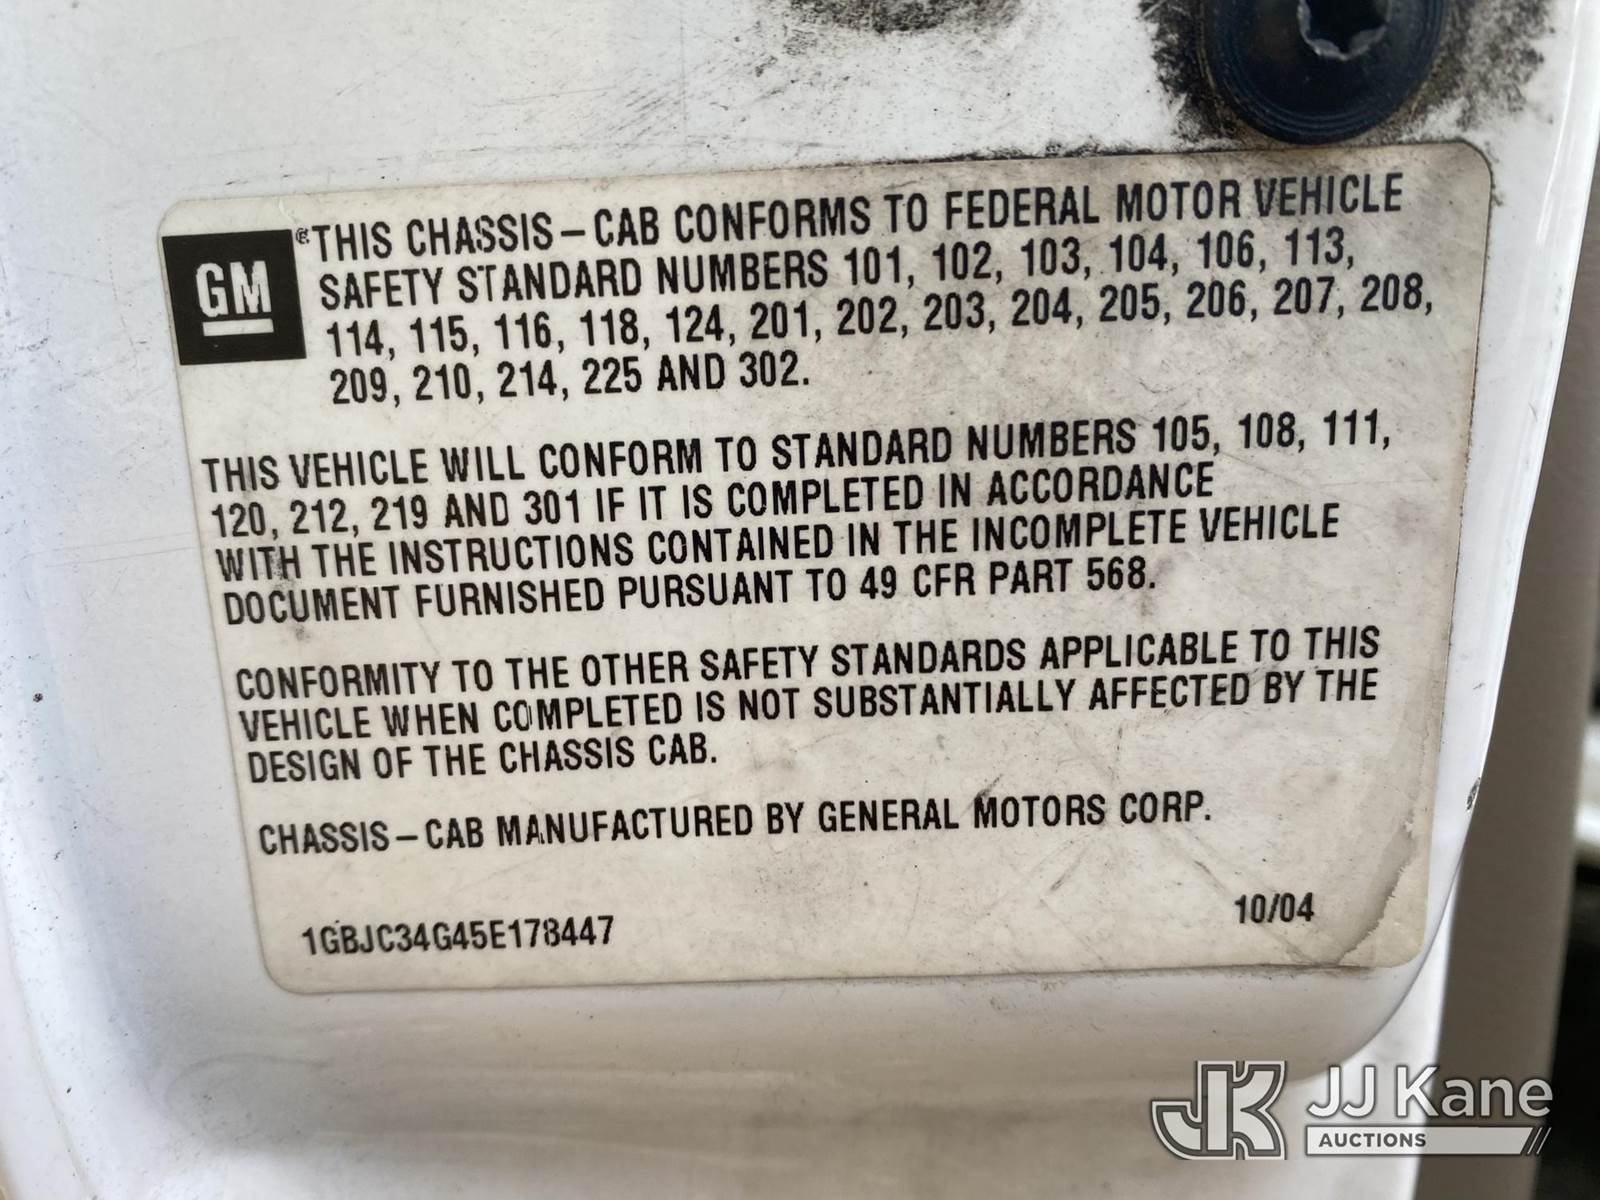 GM
® THIS CHASSIS – CAB CONFORMS TO FEDERAL MOTOR VEHICLE
SAFETY STANDARD NUMBERS 101, 102, 103, 104, 106, 113,
114, 115, 116, 118, 124, 201, 202, 203, 204, 205, 206, 207, 208,
209, 210, 214, 225 AND 302.
THIS VEHICLE WILL CONFORM TO STANDARD NUMBERS 105, 108, 111,
120, 212, 219 AND 301 IF IT IS COMPLETED IN ACCORDANCE
WITH THE INSTRUCTIONS CONTAINED IN THE INCOMPLETE VEHICLE
DOCUMENT FURNISHED PURSUANT TO 49 CFR PART 568.
CONFORMITY TO THE OTHER SAFETY STANDARDS APPLICABLE TO THIS
VEHICLE WHEN COMPLETED IS NOT SUBSTANTIALLY AFFECTED BY THE
DESIGN OF THE CHASSIS CAB.
CHASSIS – CAB MANUFACTURED BY GENERAL MOTORS CORP.
1GBJC34G45E178447 10/04
JK JJ Kane
AUCTIONS